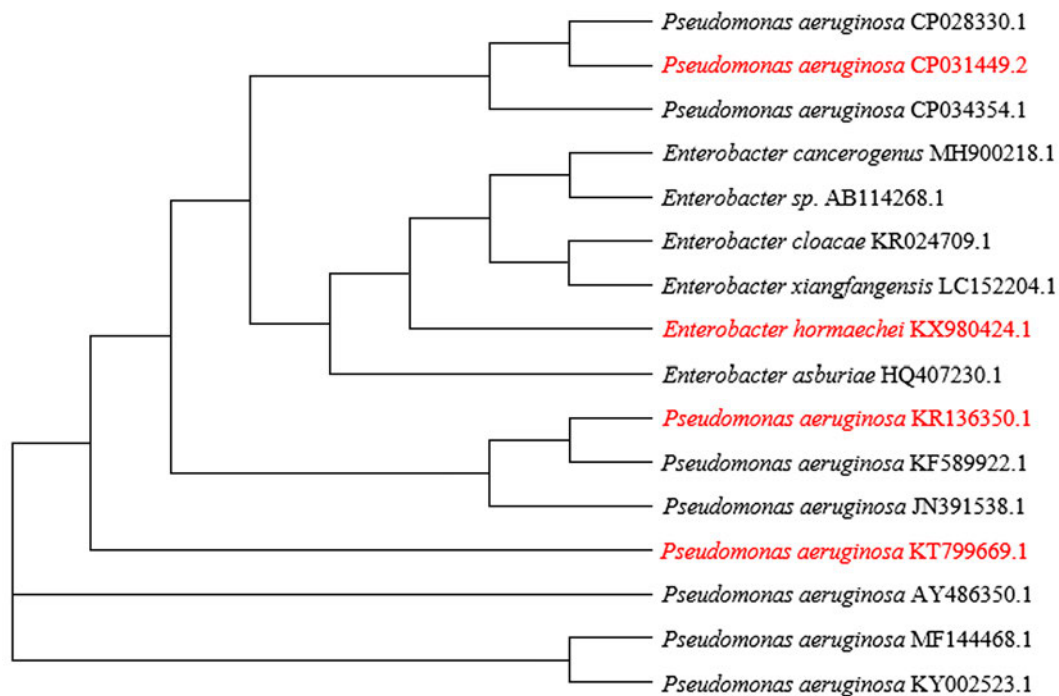 Pseudomonas aeruginosa CP028330.1
Pseudomonas aeruginosa CP031449.2
Pseudomonas aeruginosa CP034354.1
Enterobacter cancerogenus MH900218.1
Enterobacter sp. AB114268.1
Enterobacter cloacae KR024709.1
Enterobacter xiangfangensis LC152204.1
Enterobacter hormaechei KX980424.1
Enterobacter asburiae HQ407230.1
Pseudomonas aeruginosa KR136350.1
Pseudomonas aeruginosa KF589922.1
Pseudomonas aeruginosa JN391538.1
Pseudomonas aeruginosa KT799669.1
Pseudomonas aeruginosa AY486350.1
Pseudomonas aeruginosa MF144468.1
Pseudomonas aeruginosa KY002523.1